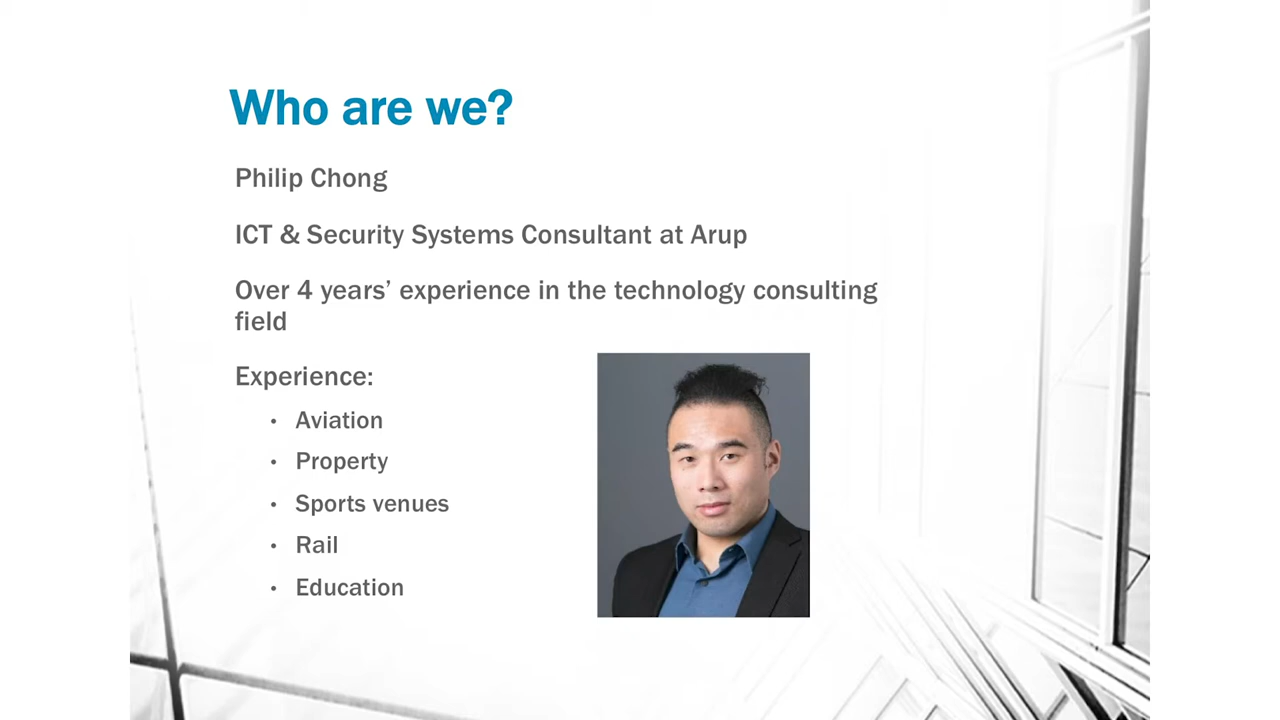 Who are we?
Philip Chong
ICT & Security Systems Consultant at Arup
Over 4 years’ experience in the technology consulting
field
Experience:
• Aviation
• Property
• Sports venues
• Rail
• Education